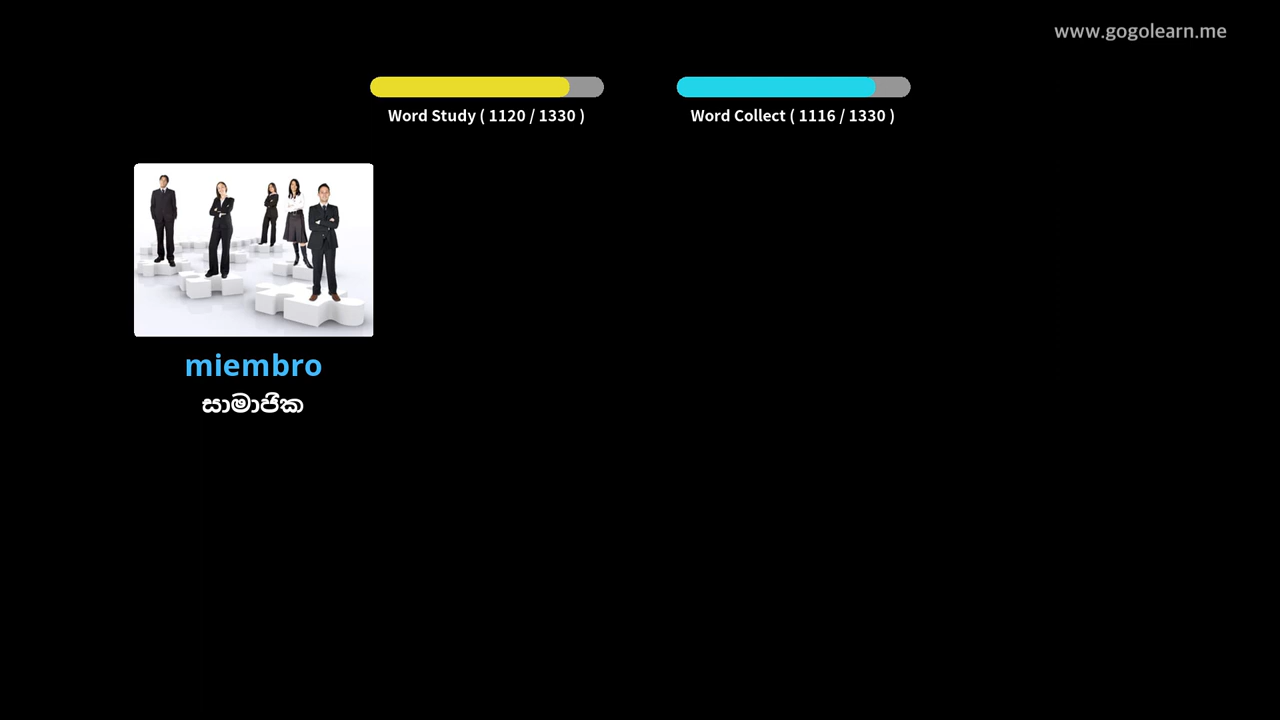 www.gogolearn.me
Word Study ( 1120 / 1330 )
Word Collect ( 1116 / 1330 )
miembro
සාමාජික